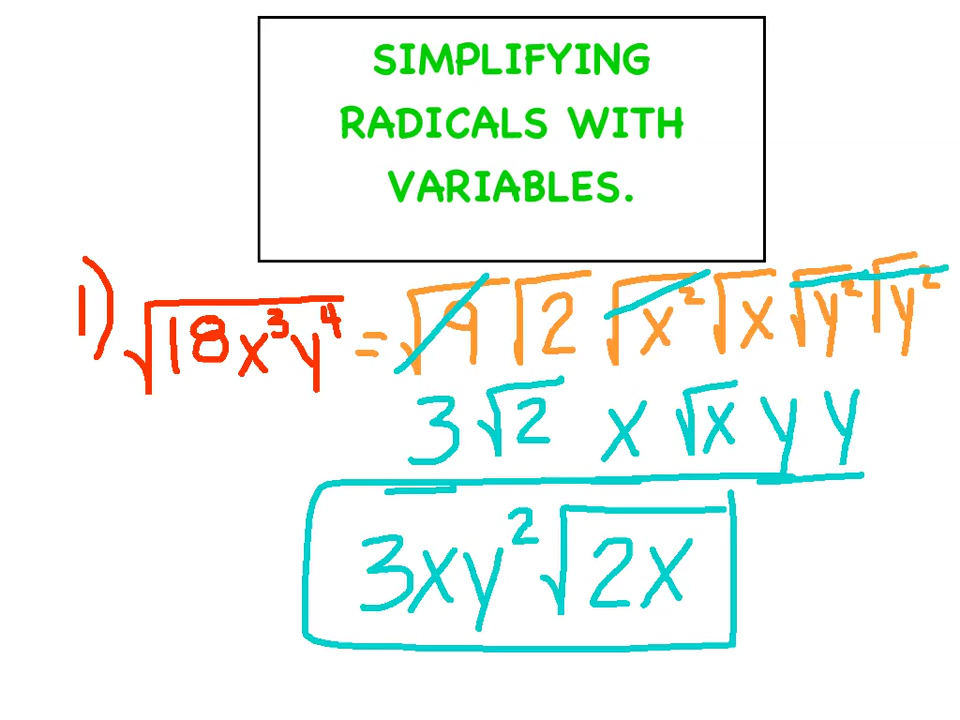 SIMPLIFYING
RADICALS WITH
VARIABLES.
1) √18x³y⁴ = √9 √2 √x² √x √y² √y²
3 √2 x √x y y
3xy²√2x